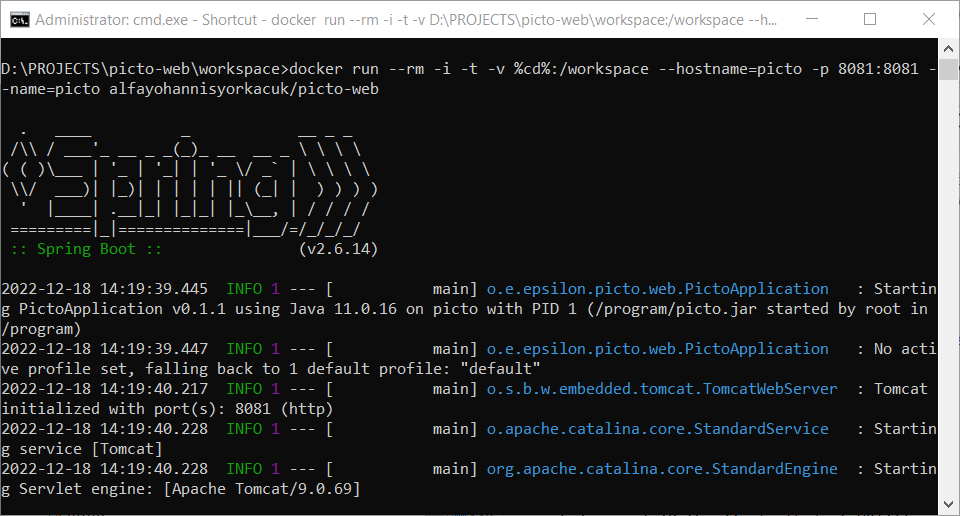 Administrator: cmd.exe - Shortcut - docker  run --rm -i -t -v D:\PROJECTS\picto-web\workspace:/workspace --h...
D:\PROJECTS\picto-web\workspace>docker run --rm -i -t -v %cd%:/workspace --hostname=picto -p 8081:8081 -
-name=picto alfayohannisyorkacuk/picto-web
  .   ____          _            __ _ _
 /\\ / ___'_ __ _ _(_)_ __  __ _ \ \ \ \
( ( )\___ | '_ | '_| | '_ \/ _` | \ \ \ \
 \\/  ___)| |_)| | | | | || (_| |  ) ) ) )
  '  |____| .__|_| |_|_| |_\__, | / / / /
 =========|_|==============|___/=/_/_/_/
 :: Spring Boot ::               (v2.6.14)
2022-12-18 14:19:39.445  INFO 1 --- [           main] o.e.epsilon.picto.web.PictoApplication   : Startin
g PictoApplication v0.1.1 using Java 11.0.16 on picto with PID 1 (/program/picto.jar started by root in
/program)
2022-12-18 14:19:39.447  INFO 1 --- [           main] o.e.epsilon.picto.web.PictoApplication   : No acti
ve profile set, falling back to 1 default profile: "default"
2022-12-18 14:19:40.217  INFO 1 --- [           main] o.s.b.w.embedded.tomcat.TomcatWebServer  : Tomcat
initialized with port(s): 8081 (http)
2022-12-18 14:19:40.228  INFO 1 --- [           main] o.apache.catalina.core.StandardService   : Startin
g service [Tomcat]
2022-12-18 14:19:40.228  INFO 1 --- [           main] org.apache.catalina.core.StandardEngine  : Startin
g Servlet engine: [Apache Tomcat/9.0.69]